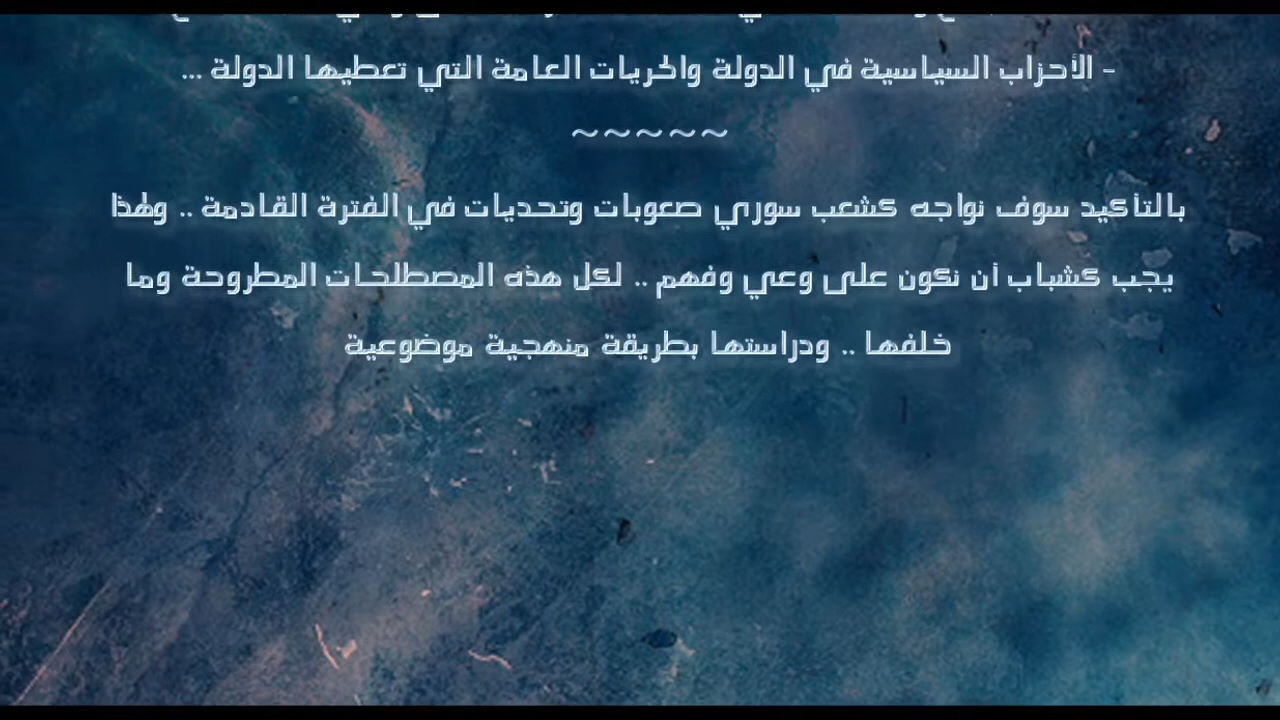 - الأحزاب السياسية في الدولة والحريات العامة التي تعطيها الدولة ...
~~~~~
بالتأكيد سوف نواجه كشعب سوري صعوبات وتحديات في الفترة القادمة .. ولهذا
يجب كشباب أن نكون على وعي وفهم .. لكل هذه المصطلحات المطروحة وما
خلفها .. ودراستها بطريقة منهجية موضوعية